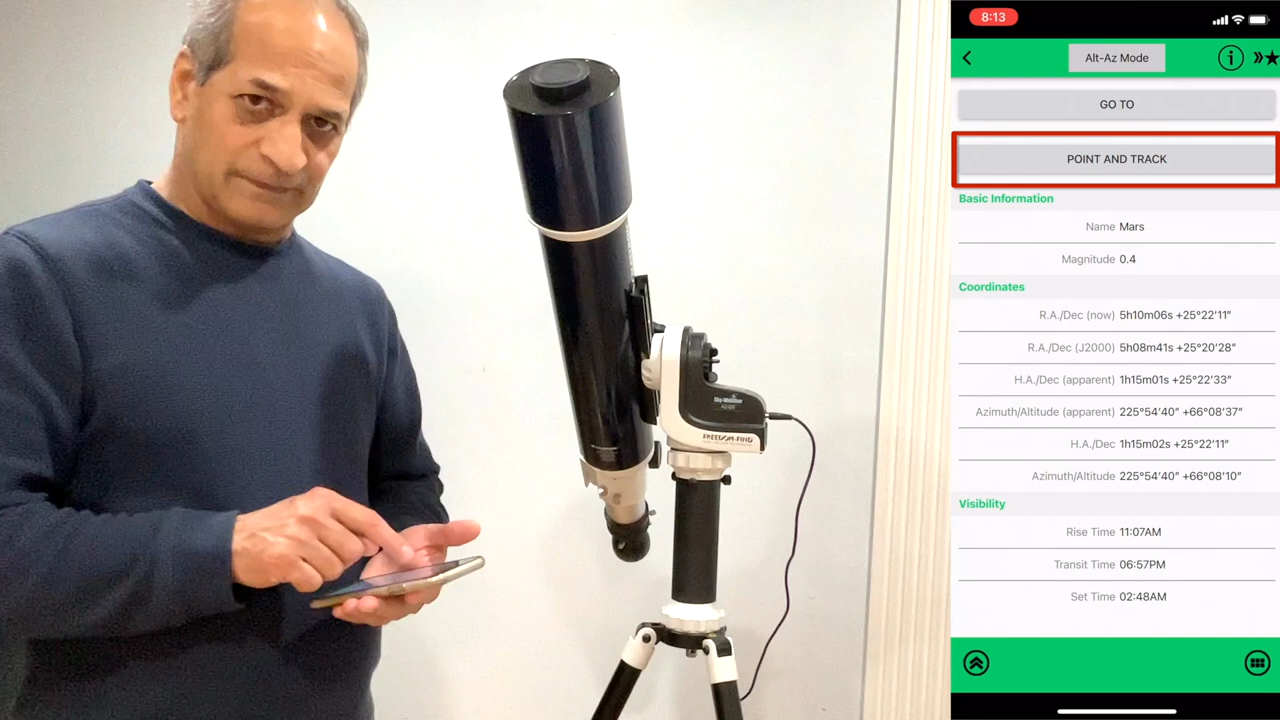 8:13
Alt-Az Mode
GO TO
POINT AND TRACK
Basic Information
Name Mars
Magnitude 0.4
Coordinates
R.A./Dec (now) 5h10m06s +25°22'11"
R.A./Dec (J2000) 5h08m41s +25°20'28"
H.A./Dec (apparent) 1h15m01s +25°22'33"
Azimuth/Altitude (apparent) 225°54'40" +66°08'37"
H.A./Dec 1h15m02s +25°22'11"
Azimuth/Altitude 225°54'40" +66°08'10"
Visibility
Rise Time 11:07AM
Transit Time 06:57PM
Set Time 02:48AM
Sky-Watcher
FREEDOM-FIND